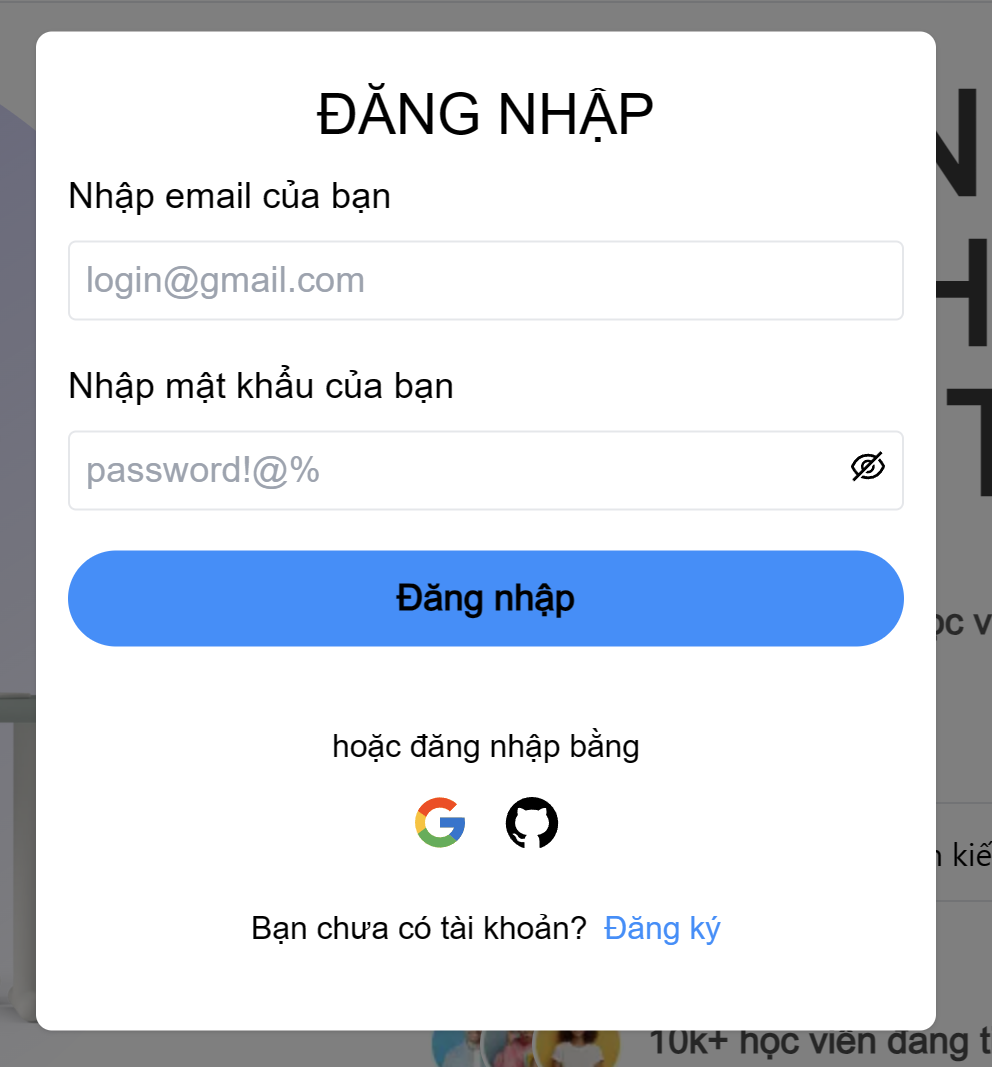 ĐĂNG NHẬP
Nhập email của bạn
login@gmail.com
Nhập mật khẩu của bạn
password!@%
Đăng nhập
hoặc đăng nhập bằng
Bạn chưa có tài khoản? Đăng ký
10k+ học viên đang